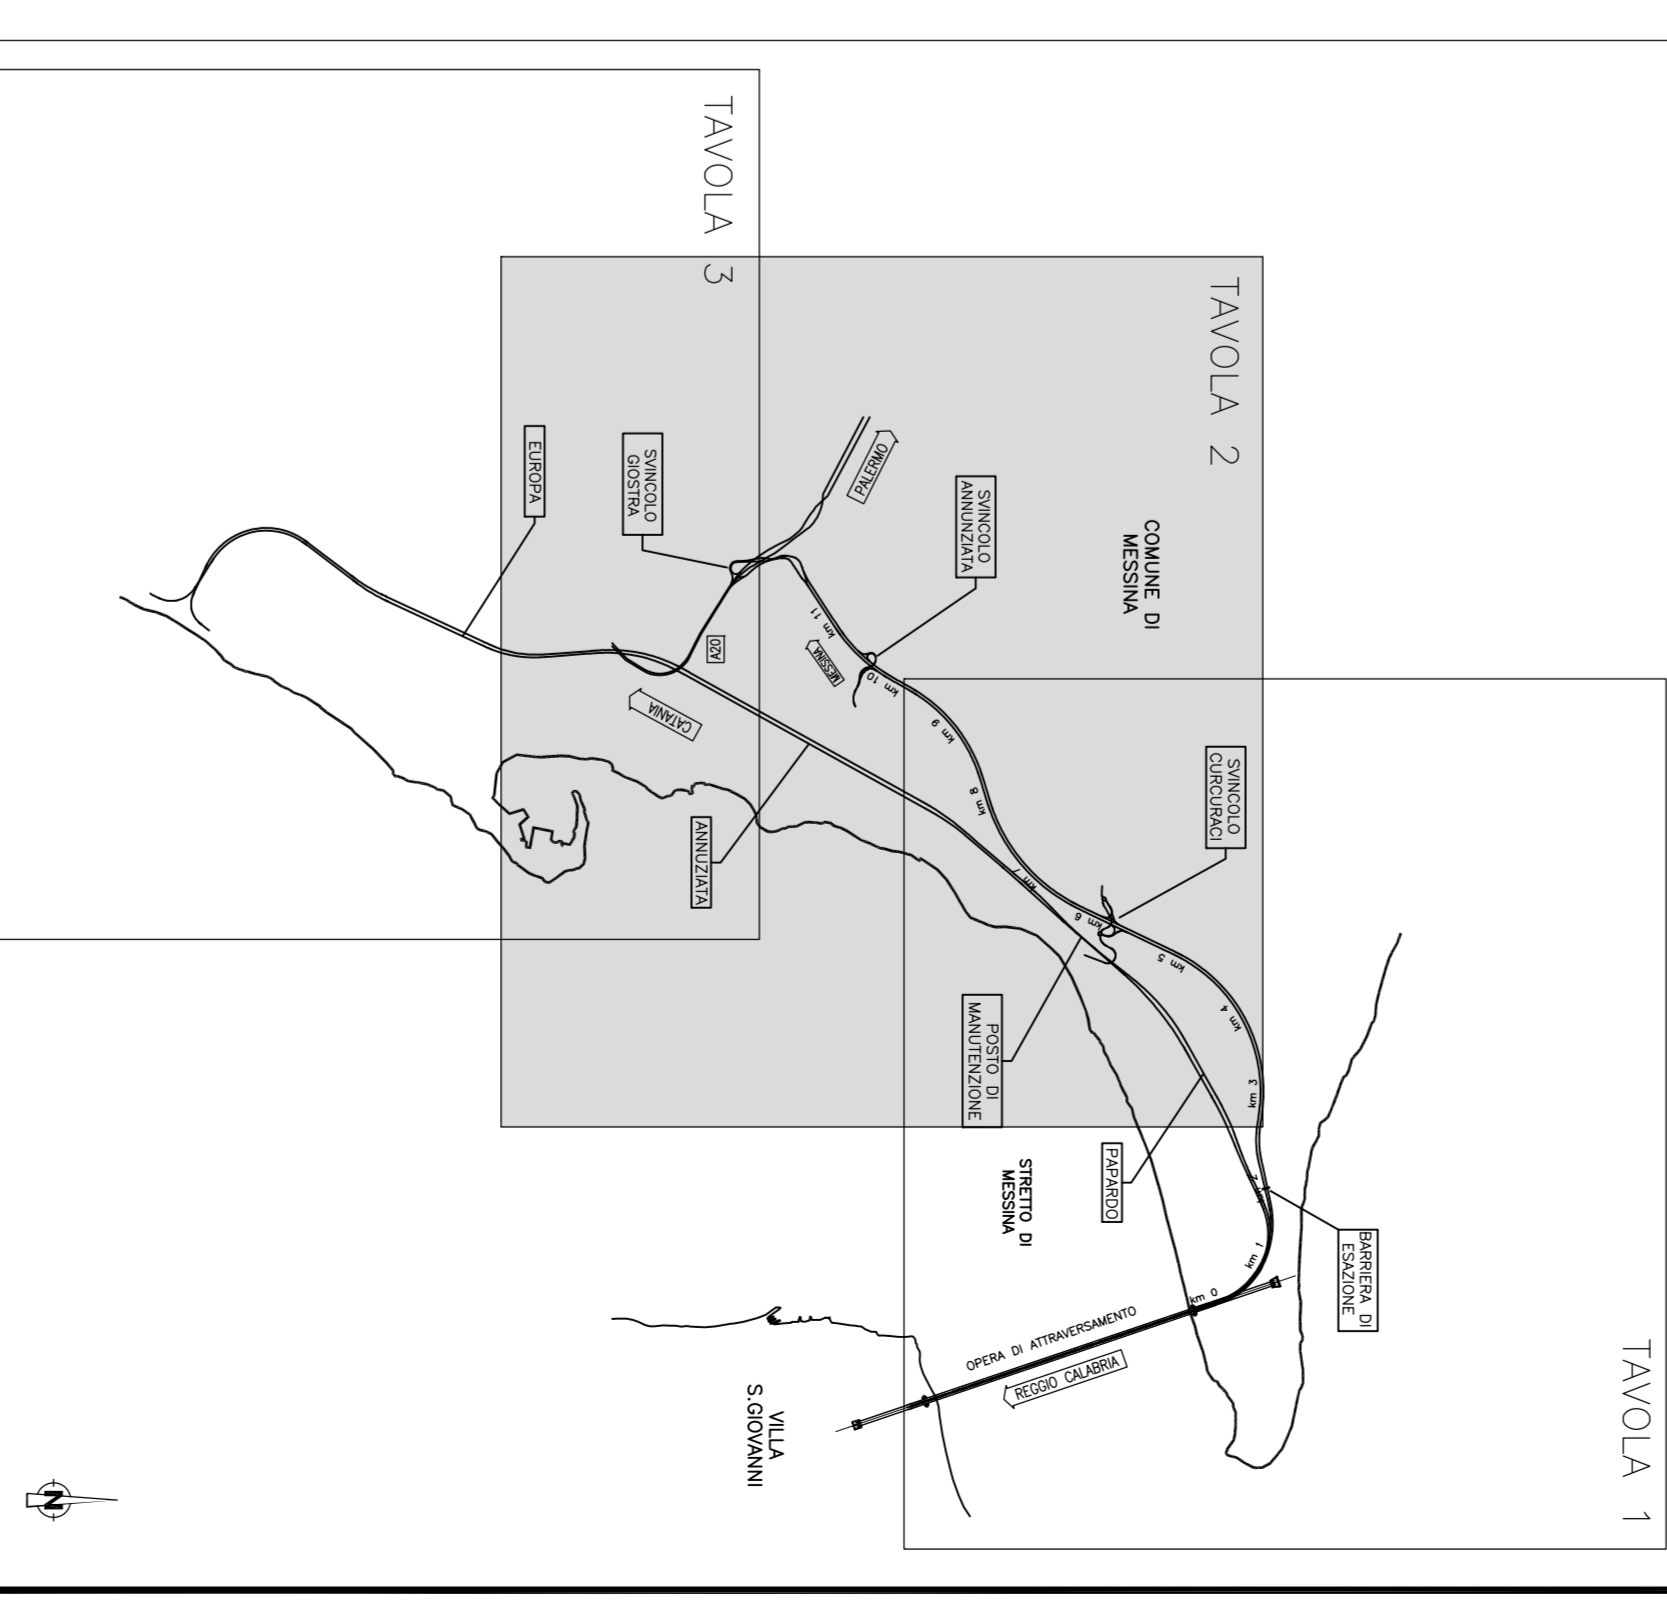 TAVOLA 1
TAVOLA 2
TAVOLA 3
COMUNE DI
MESSINA
BARRIERA DI
ESAZIONE
SVINCOLO
CURCURACI
SVINCOLO
ANNUNZIATA
PALERMO
MESSINA
SVINCOLO
GIOSTRA
EUROPA
A20
CATANIA
ANNUZIATA
POSTO DI
MANUTENZIONE
PAPARDO
STRETTO DI
MESSINA
km 0
km 1
km 2
km 3
km 4
km 5
km 6
km 7
km 8
km 9
km 10
km 11
OPERA DI ATTRAVERSAMENTO
REGGIO CALABRIA
VILLA
S.GIOVANNI
N